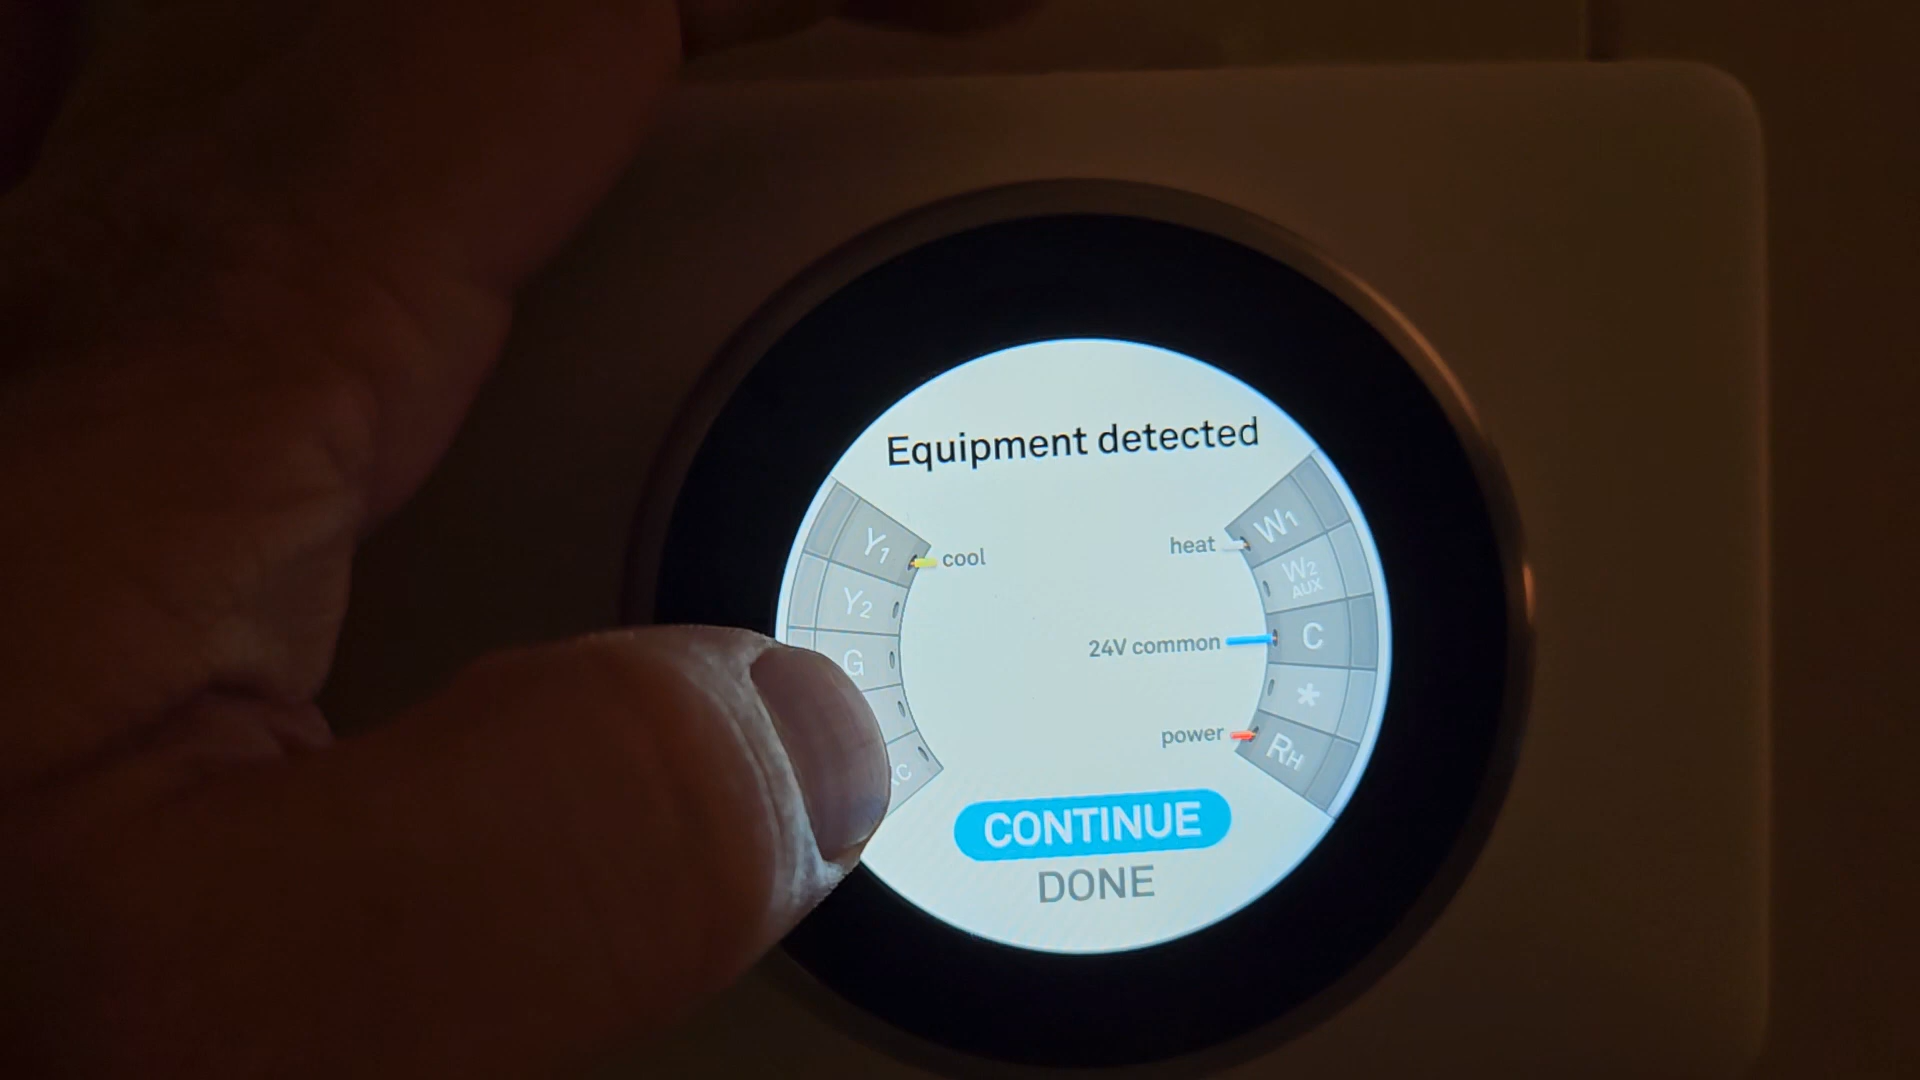 Equipment detected
Y1
cool
heat
W1
Y2
W2
AUX
G
24V common
C
*
power
RH
CONTINUE
DONE